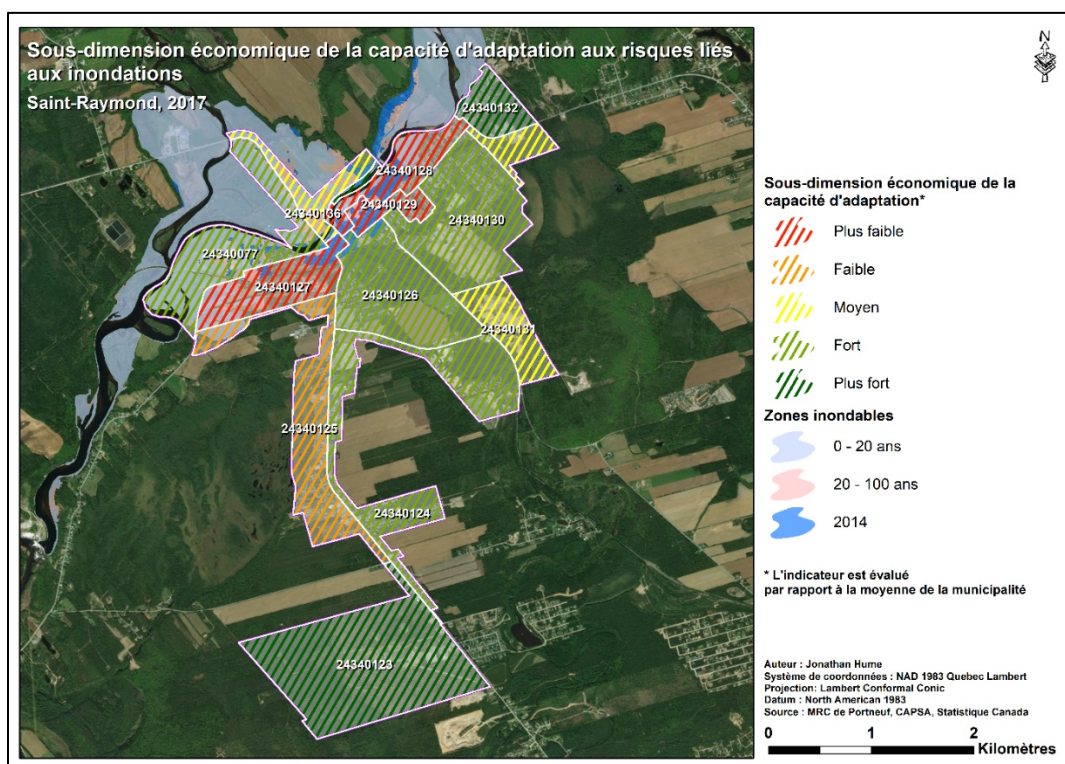 Sous-dimension économique de la capacité d'adaptation aux risques liés
aux inondations
Saint-Raymond, 2017
N
24340132
24340128
24340129
24340136
24340130
24340077
24340127
24340126
24340131
24340125
24340124
24340123
Sous-dimension économique de la
capacité d'adaptation*
Plus faible
Faible
Moyen
Fort
Plus fort
Zones inondables
0 - 20 ans
20 - 100 ans
2014
* L'indicateur est évalué
par rapport à la moyenne de la municipalité
Auteur : Jonathan Hume
Système de coordonnées : NAD 1983 Quebec Lambert
Projection: Lambert Conformal Conic
Datum : North American 1983
Source : MRC de Portneuf, CAPSA, Statistique Canada
0 1 2
Kilomètres